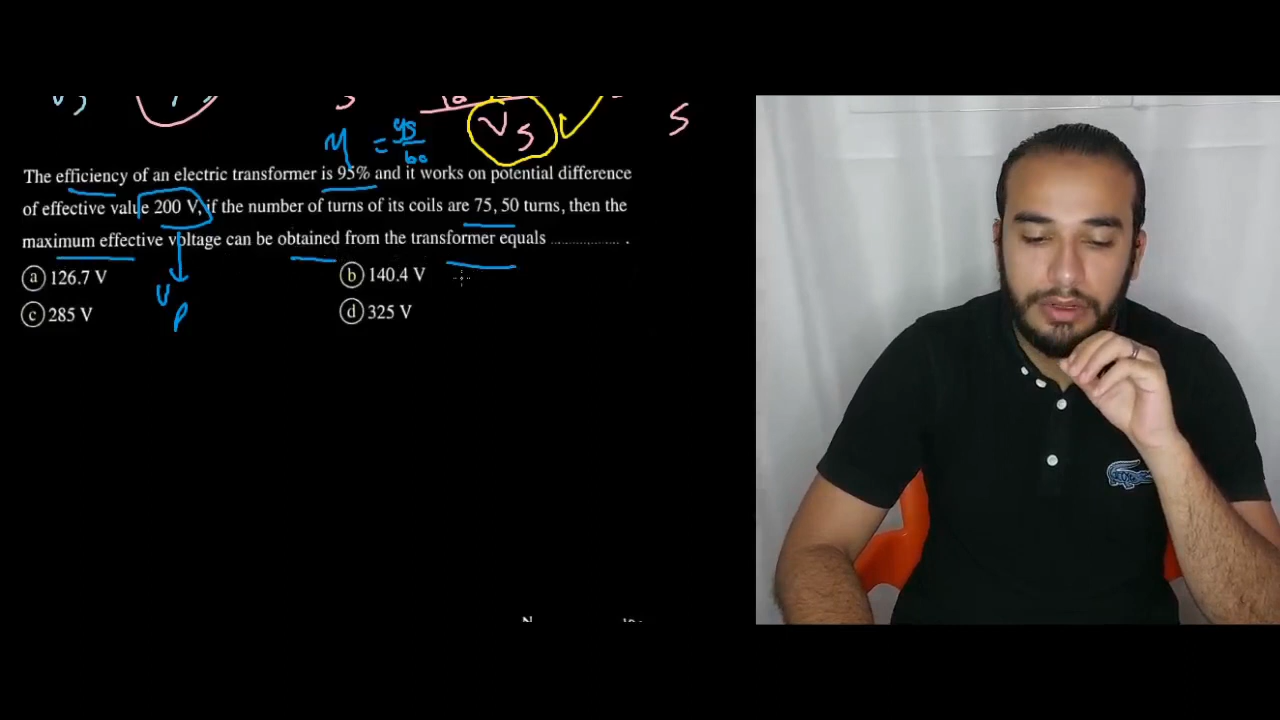 V S
η = 95/100
The efficiency of an electric transformer is 95% and it works on potential difference
of effective value 200 V, if the number of turns of its coils are 75, 50 turns, then the
maximum effective voltage can be obtained from the transformer equals .................. .
a 126.7 V b 140.4 V
c 285 V d 325 V
V P